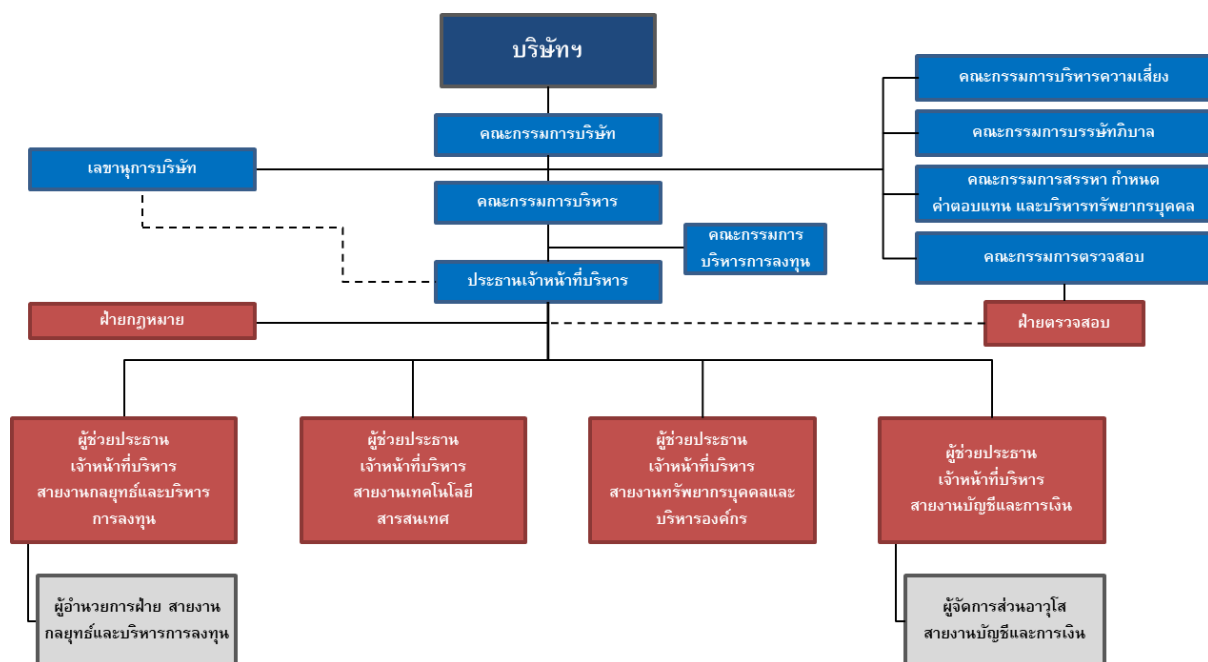 บริษัทฯ
คณะกรรมการบริหารความเสี่ยง
คณะกรรมการบริษัท
คณะกรรมการบรรษัทภิบาล
เลขานุการบริษัท
คณะกรรมการสรรหา กำหนด
ค่าตอบแทน และบริหารทรัพยากรบุคคล
คณะกรรมการบริหาร
คณะกรรมการ
บริหารการลงทุน
คณะกรรมการตรวจสอบ
ประธานเจ้าหน้าที่บริหาร
ฝ่ายกฎหมาย
ฝ่ายตรวจสอบ
ผู้ช่วยประธาน
เจ้าหน้าที่บริหาร
สายงานกลยุทธ์และบริหาร
การลงทุน
ผู้ช่วยประธาน
เจ้าหน้าที่บริหาร
สายงานเทคโนโลยี
สารสนเทศ
ผู้ช่วยประธาน
เจ้าหน้าที่บริหาร
สายงานทรัพยากรบุคคลและ
บริหารองค์กร
ผู้ช่วยประธาน
เจ้าหน้าที่บริหาร
สายงานบัญชีและการเงิน
ผู้อำนวยการฝ่าย สายงาน
กลยุทธ์และบริหารการลงทุน
ผู้จัดการส่วนอาวุโส
สายงานบัญชีและการเงิน